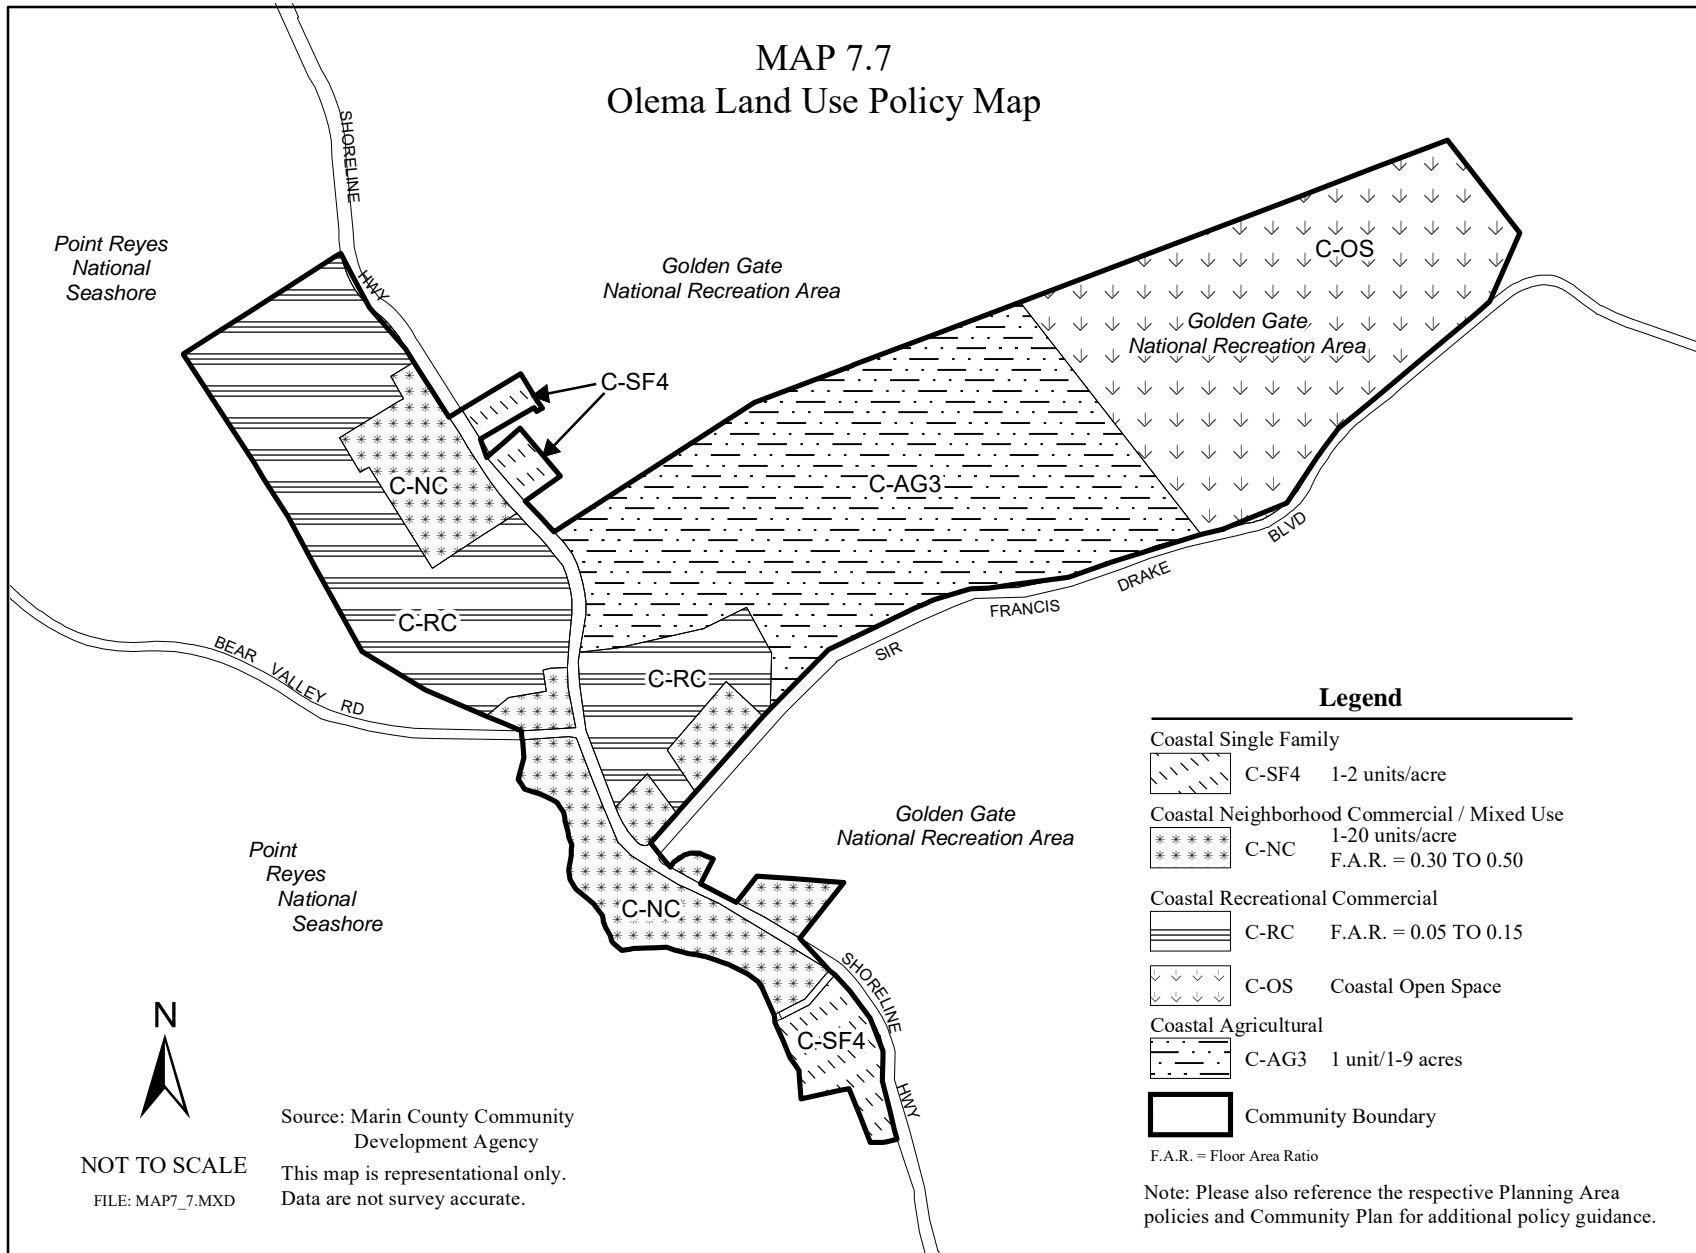 MAP 7.7
Olema Land Use Policy Map
SHORELINE
HWY
Point Reyes
National
Seashore
Golden Gate
National Recreation Area
C-OS
Golden Gate
National Recreation Area
C-SF4
C-NC
C-AG3
C-RC
BEAR VALLEY RD
C-RC
SIR FRANCIS DRAKE BLVD
Golden Gate
National Recreation Area
Point
Reyes
National
Seashore
C-NC
SHORELINE
HWY
C-SF4
Legend
Coastal Single Family
C-SF4 1-2 units/acre
Coastal Neighborhood Commercial / Mixed Use
C-NC 1-20 units/acre
F.A.R. = 0.30 TO 0.50
Coastal Recreational Commercial
C-RC F.A.R. = 0.05 TO 0.15
C-OS Coastal Open Space
Coastal Agricultural
C-AG3 1 unit/1-9 acres
Community Boundary
F.A.R. = Floor Area Ratio
Note: Please also reference the respective Planning Area
policies and Community Plan for additional policy guidance.
N
NOT TO SCALE
FILE: MAP7_7.MXD
Source: Marin County Community
Development Agency
This map is representational only.
Data are not survey accurate.